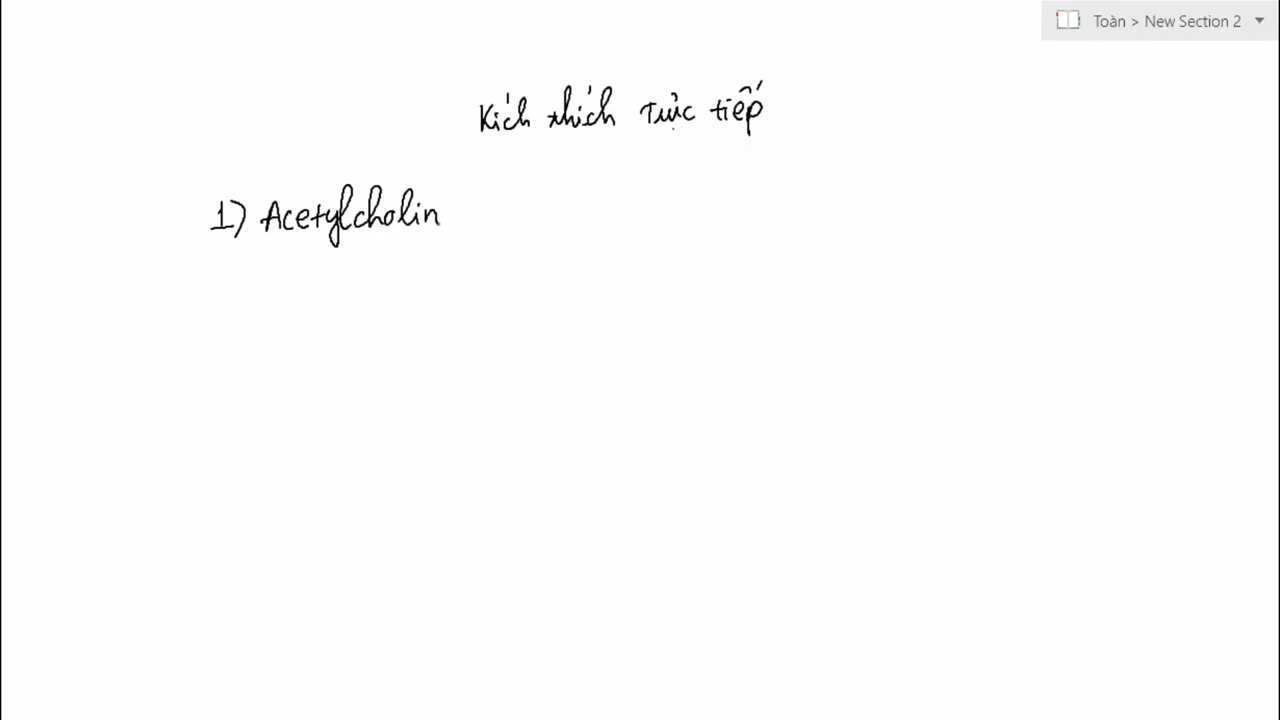 Toàn > New Section 2
Kích thích Trực tiếp
1) Acetylcholin